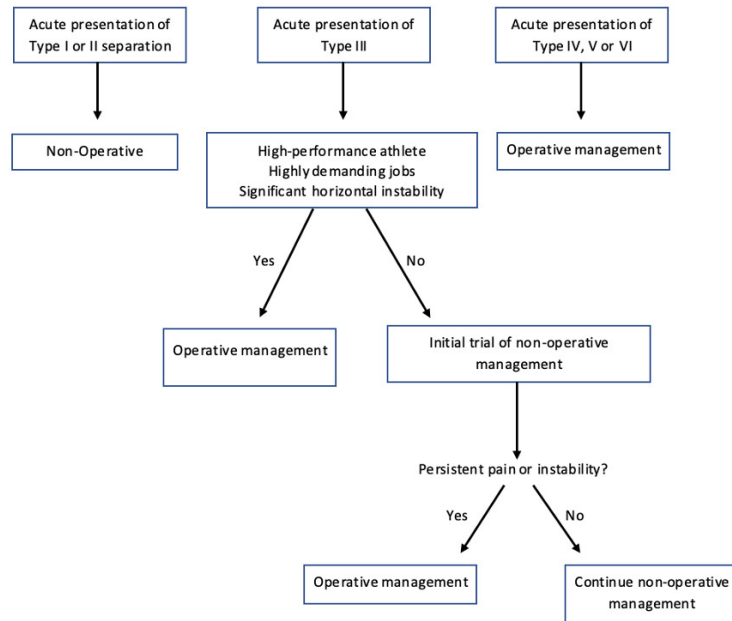 Acute presentation of
Type I or II separation
Acute presentation of
Type III
Acute presentation of
Type IV, V or VI
Non-Operative
High-performance athlete
Highly demanding jobs
Significant horizontal instability
Operative management
Yes
No
Operative management
Initial trial of non-operative
management
Persistent pain or instability?
Yes
No
Operative management
Continue non-operative
management